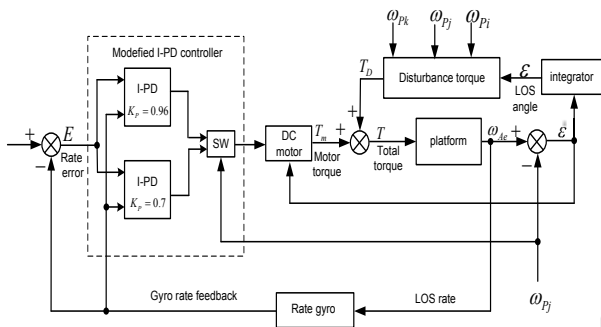 ω_Pk
ω_Pj
ω_Pi
Modefied I-PD controller
I-PD
K_P = 0.96
T_D
Disturbance torque
ε
LOS
angle
integrator
+
E
Rate
error
−
SW
DC
motor
T_m
Motor
torque
+
+
T
Total
torque
platform
ω_Ae
+
−
ε̇
I-PD
K_P = 0.7
ω_Pj
Gyro rate feedback
Rate gyro
LOS rate